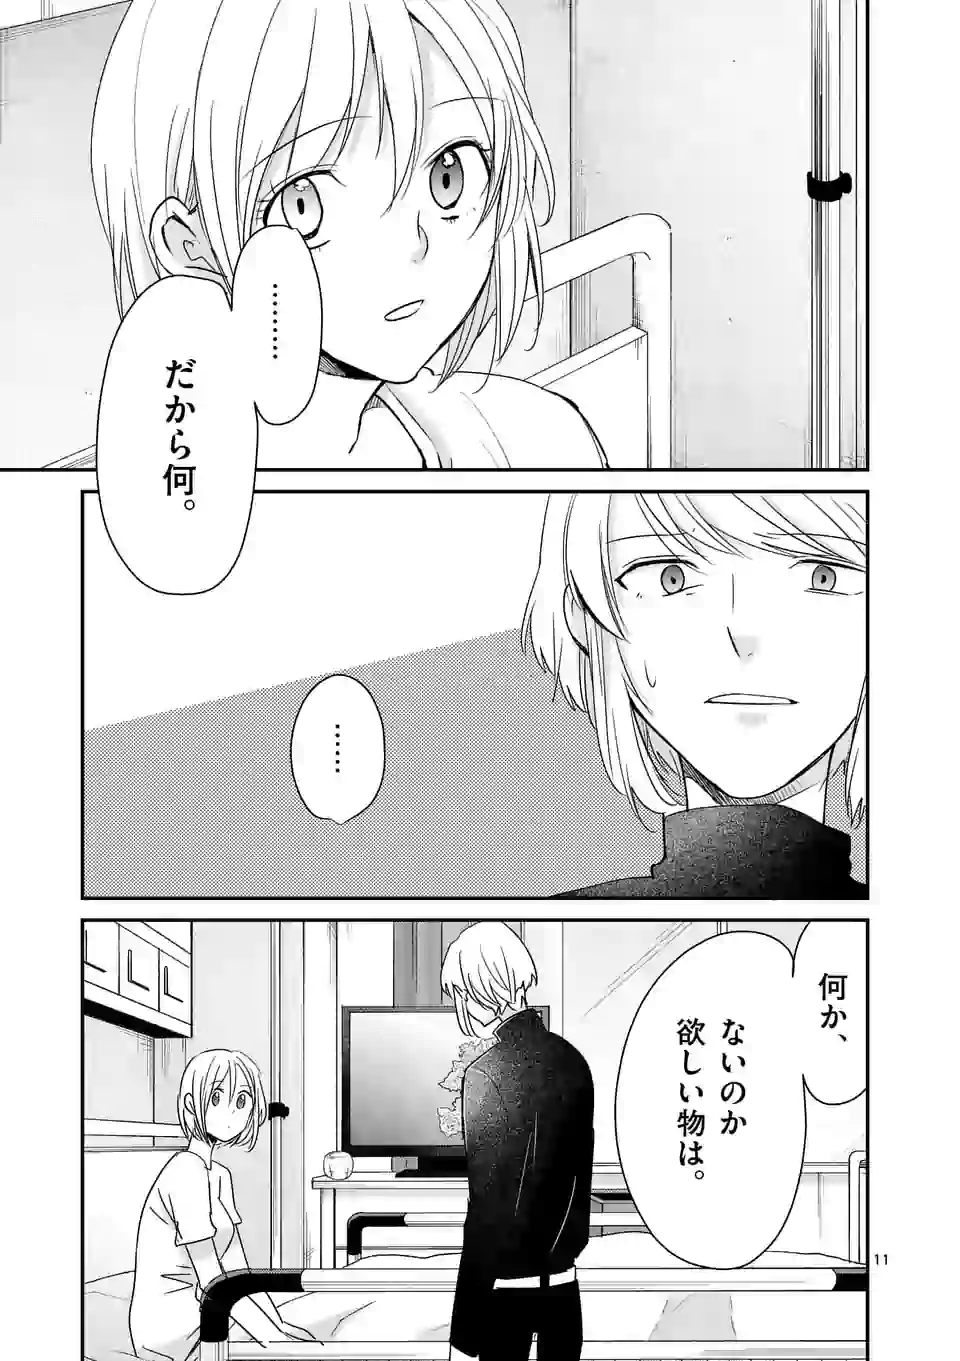 ………
だから何。
……
何か、
ないのか
欲しい物は。
11